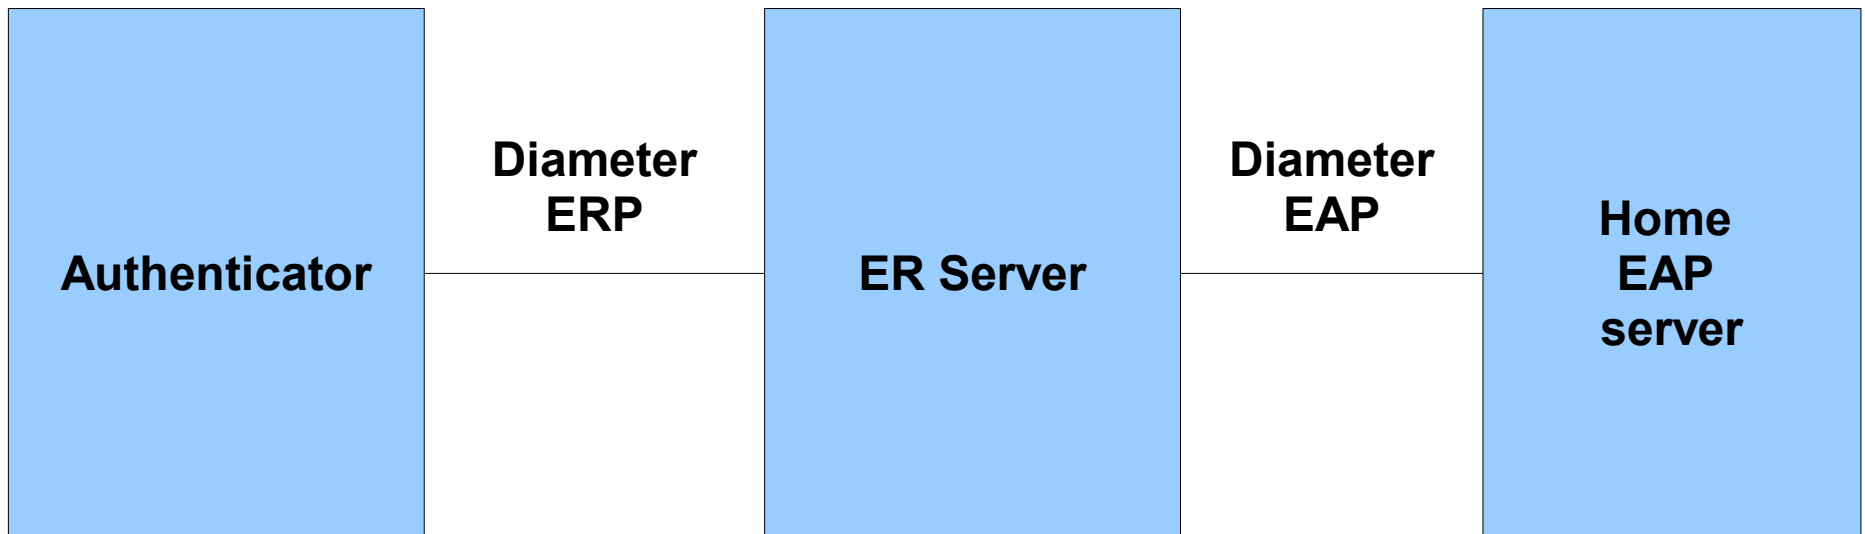 Authenticator
Diameter
ERP
ER Server
Diameter
EAP
Home
EAP
server